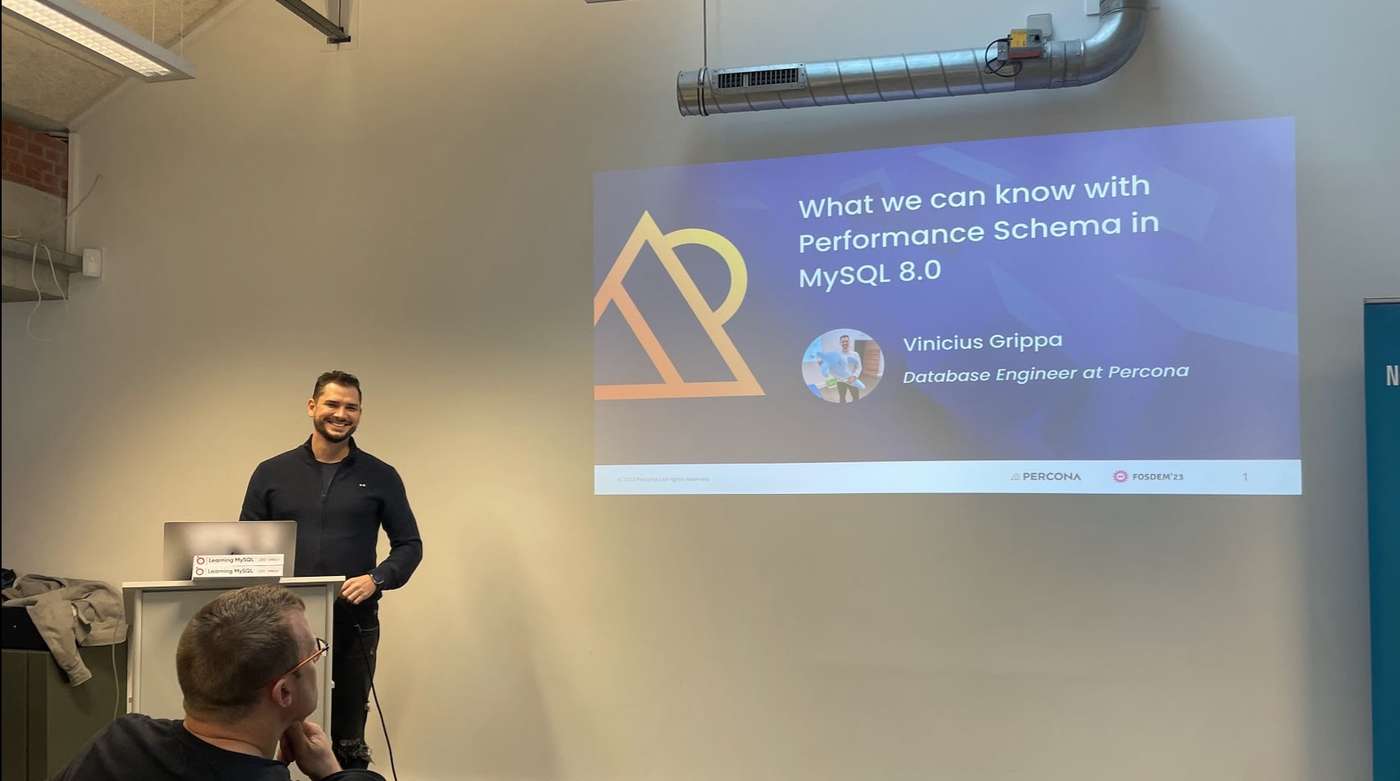 What we can know with
Performance Schema in
MySQL 8.0
Vinicius Grippa
Database Engineer at Percona
PERCONA
FOSDEM'23
1
Learning MySQL
Learning MySQL
N